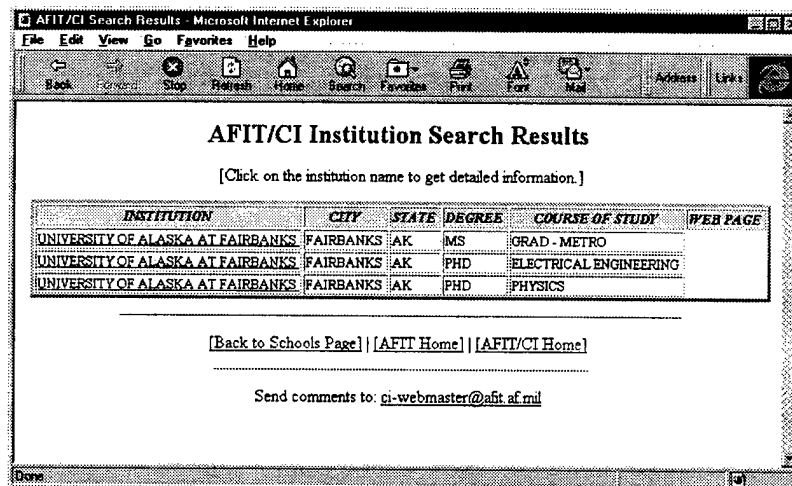 AFIT/CI Search Results - Microsoft Internet Explorer
File Edit View Go Favorites Help
Back Forward Stop Refresh Home Search Favorites Print Font Mail Address Links
AFIT/CI Institution Search Results
[Click on the institution name to get detailed information.]
INSTITUTION CITY STATE DEGREE COURSE OF STUDY WEB PAGE
UNIVERSITY OF ALASKA AT FAIRBANKS FAIRBANKS AK MS GRAD - METRO
UNIVERSITY OF ALASKA AT FAIRBANKS FAIRBANKS AK PHD ELECTRICAL ENGINEERING
UNIVERSITY OF ALASKA AT FAIRBANKS FAIRBANKS AK PHD PHYSICS
[Back to Schools Page] | [AFIT Home] | [AFIT/CI Home]
Send comments to: ci-webmaster@afit.af.mil
Done